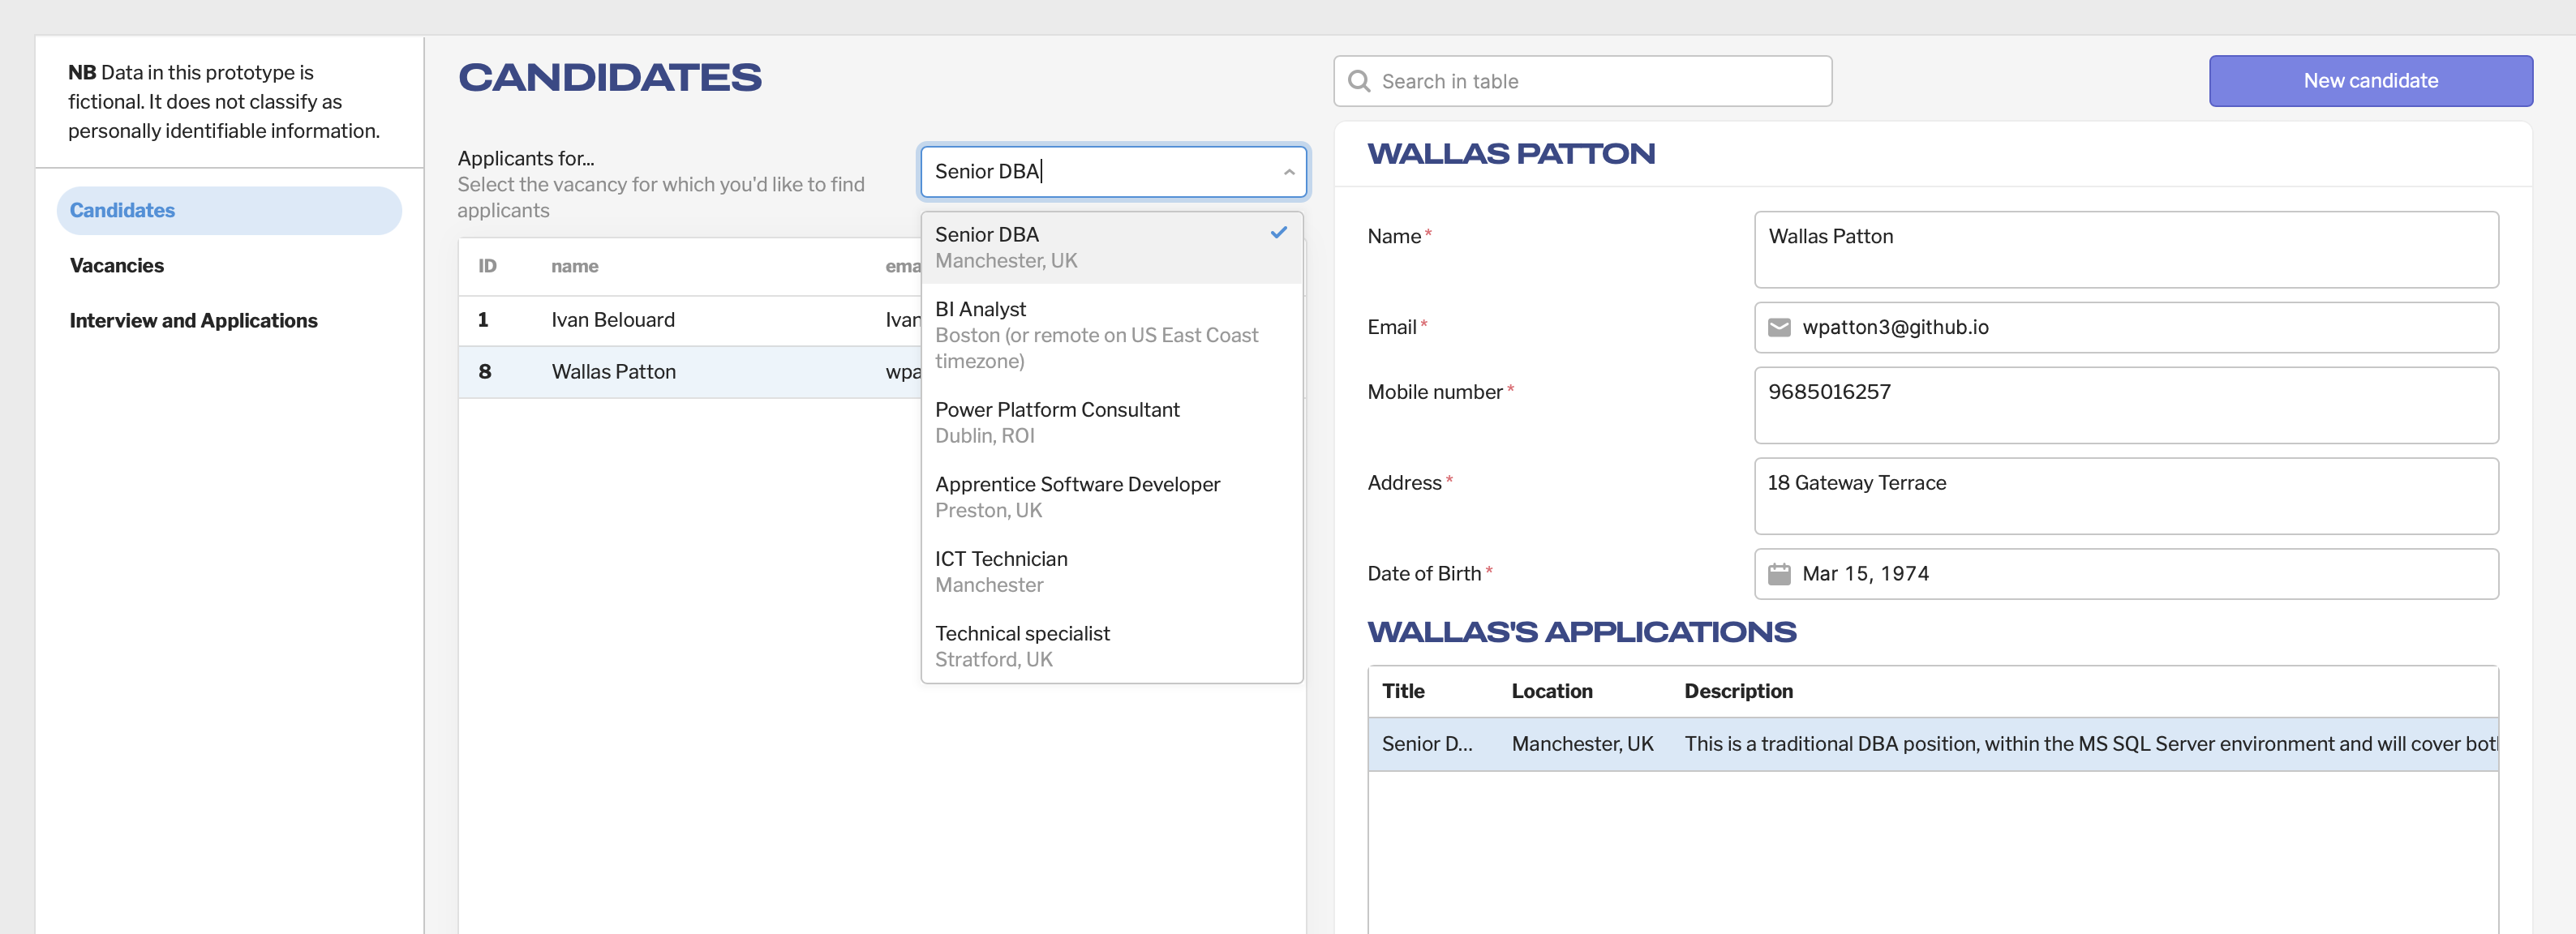 NB Data in this prototype is
fictional. It does not classify as
personally identifiable information.
Candidates
Vacancies
Interview and Applications
CANDIDATES
Search in table
New candidate
Applicants for...
Select the vacancy for which you'd like to find
applicants
Senior DBA
Senior DBA
Manchester, UK
BI Analyst
Boston (or remote on US East Coast
timezone)
Power Platform Consultant
Dublin, ROI
Apprentice Software Developer
Preston, UK
ICT Technician
Manchester
Technical specialist
Stratford, UK
ID name ema
1 Ivan Belouard Ivan
8 Wallas Patton wpa
WALLAS PATTON
Name* Wallas Patton
Email* wpatton3@github.io
Mobile number* 9685016257
Address* 18 Gateway Terrace
Date of Birth* Mar 15, 1974
WALLAS'S APPLICATIONS
Title Location Description
Senior D... Manchester, UK This is a traditional DBA position, within the MS SQL Server environment and will cover bot